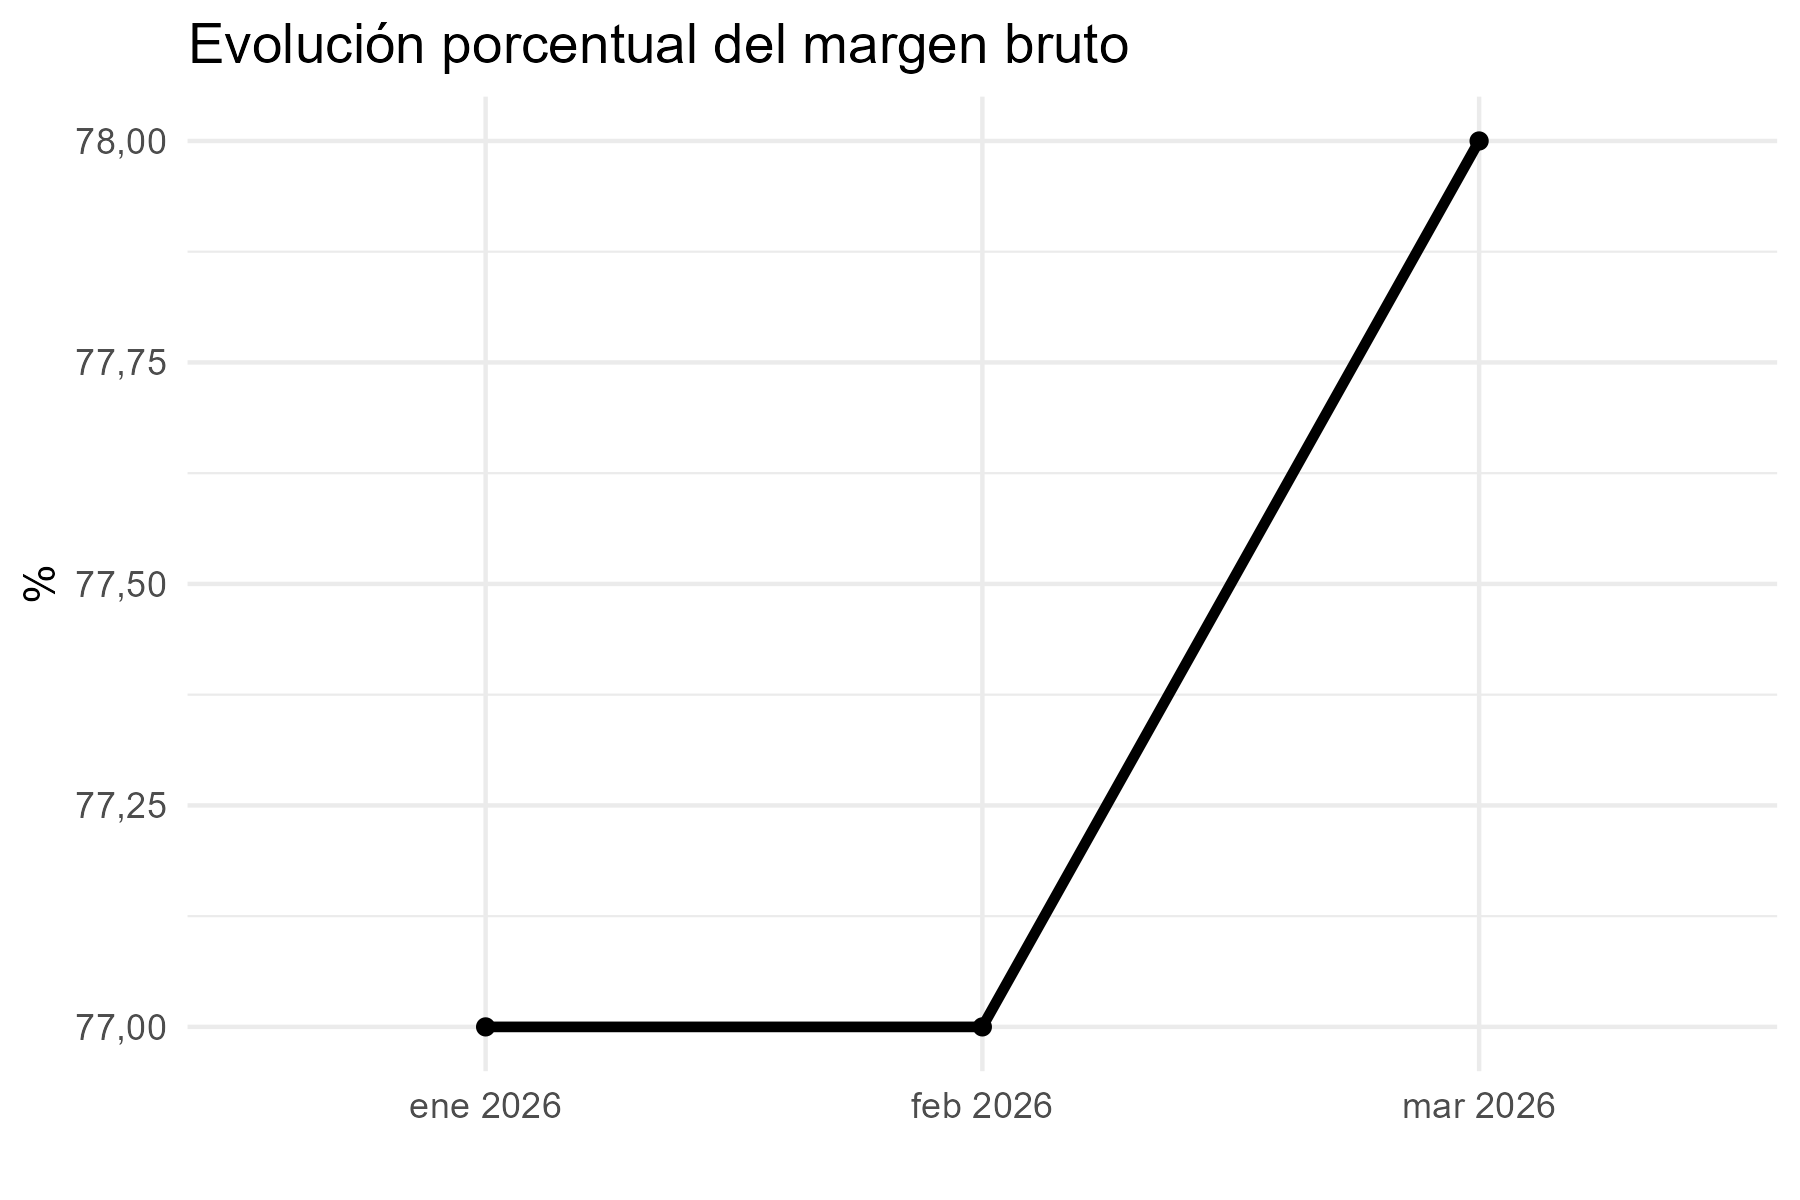 Evolución porcentual del margen bruto
78,00
77,75
%
77,50
77,25
77,00
ene 2026
feb 2026
mar 2026